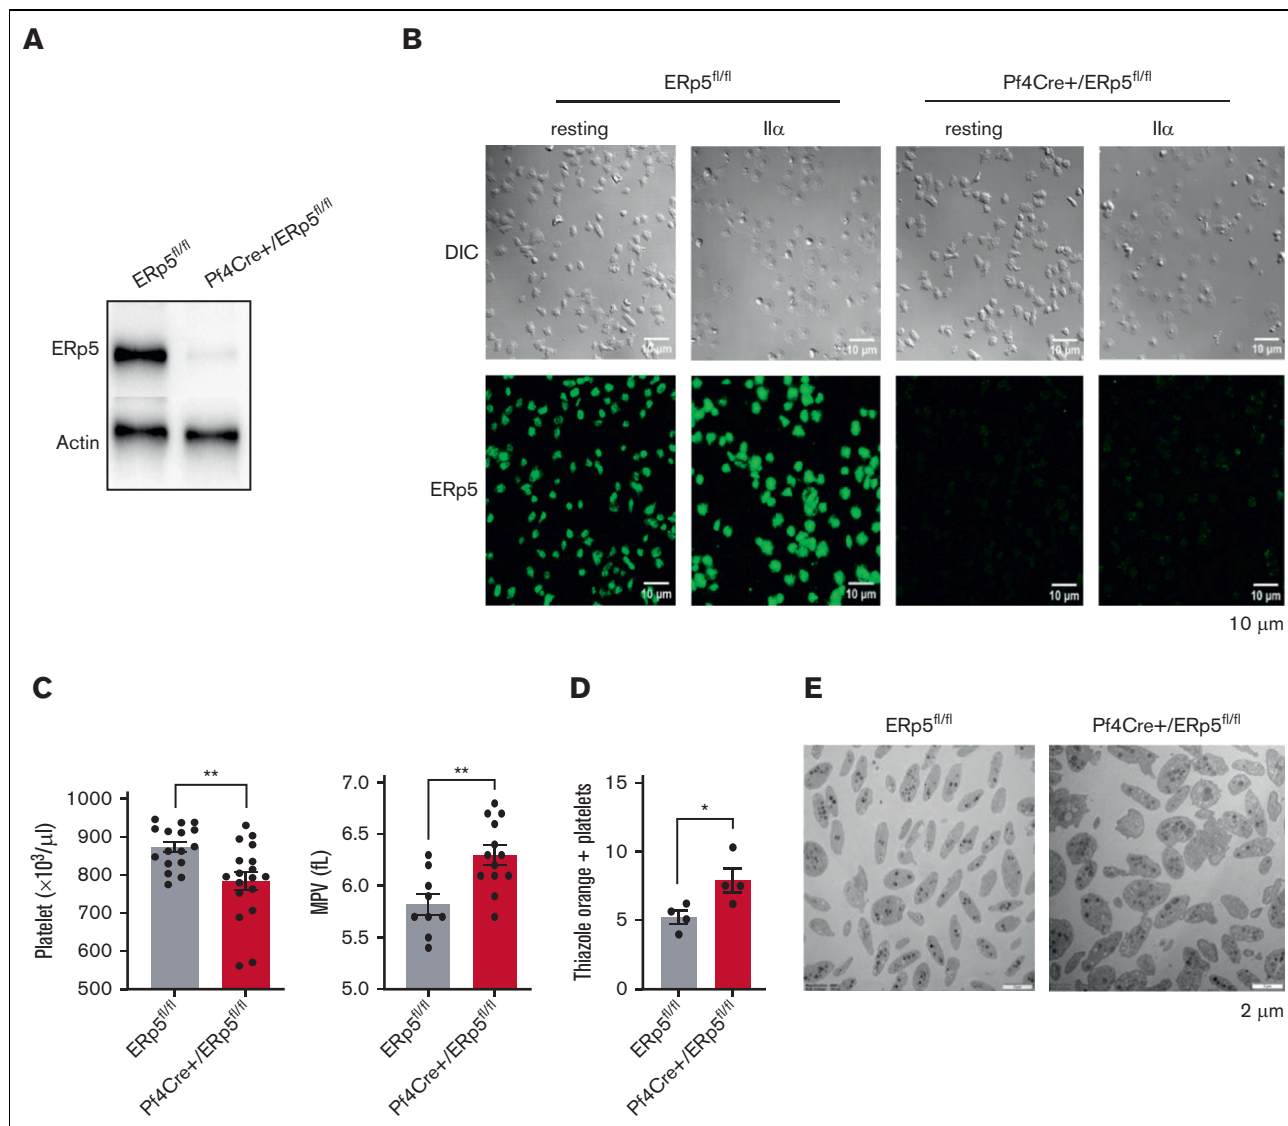 A
B
ERp5fl/fl
Pf4Cre+/ERp5fl/fl
resting
IIα
resting
IIα
ERp5fl/fl
Pf4Cre+/ERp5fl/fl
DIC
10 µm
10 µm
10 µm
10 µm
ERp5
Actin
ERp5
10 µm
10 µm
10 µm
10 µm
10 µm
C
D
E
ERp5fl/fl
Pf4Cre+/ERp5fl/fl
Platelet (×10³/µl)
1000
900
800
700
600
500
**
ERp5fl/fl
Pf4Cre+/ERp5fl/fl
MPV (fL)
7.0
6.5
6.0
5.5
5.0
**
ERp5fl/fl
Pf4Cre+/ERp5fl/fl
Thiazole orange + platelets
15
10
5
0
*
ERp5fl/fl
Pf4Cre+/ERp5fl/fl
2 µm